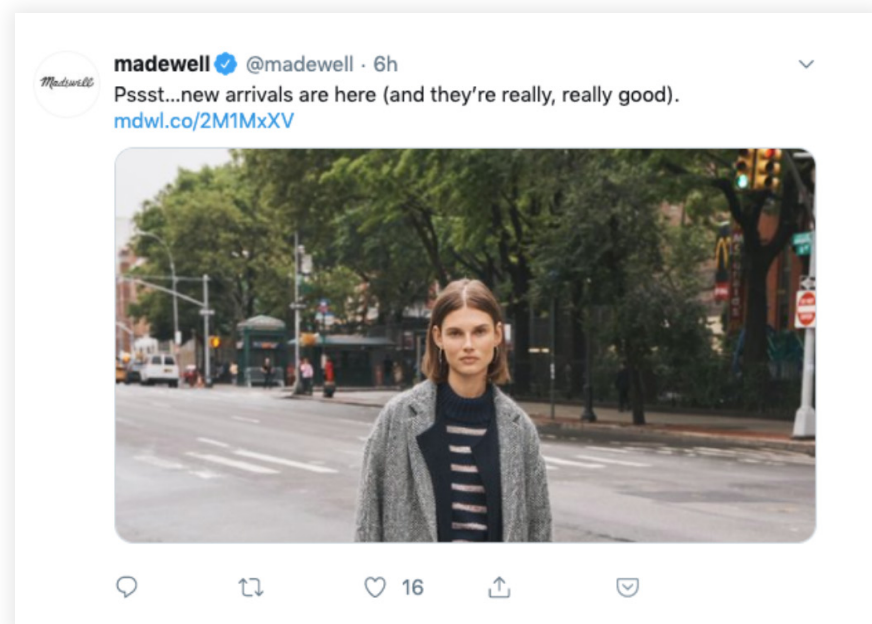 Madewell
madewell @madewell · 6h
Pssst...new arrivals are here (and they’re really, really good).
mdwl.co/2M1MxXV
McDonald's
16